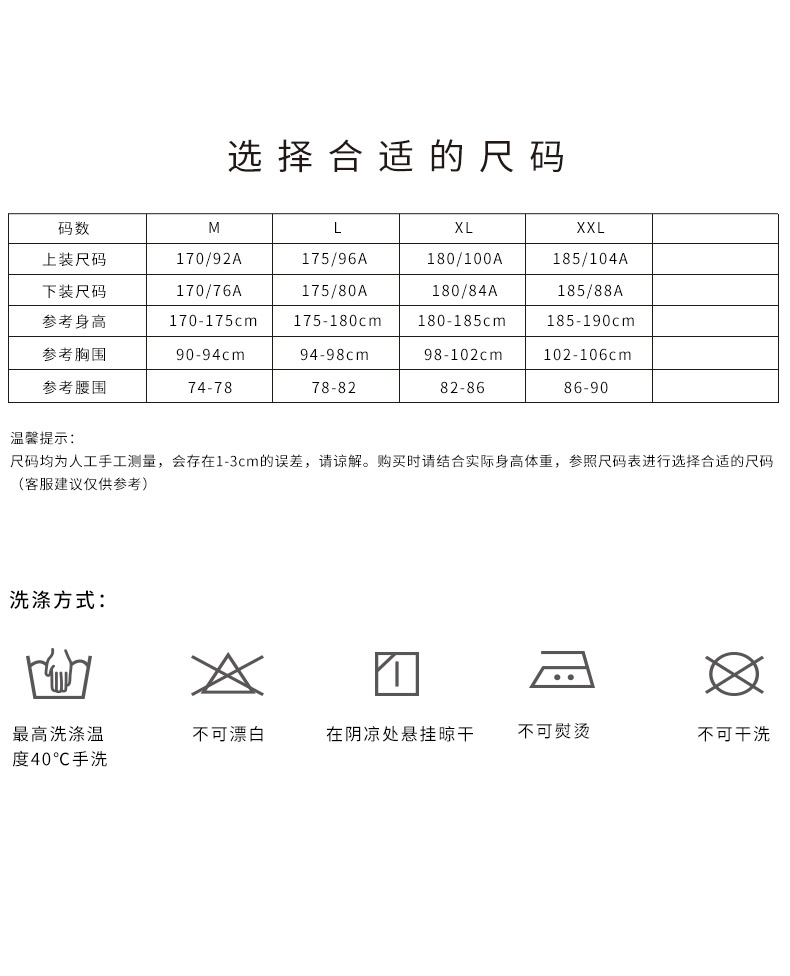 选择合适的尺码
码数 M L XL XXL
上装尺码 170/92A 175/96A 180/100A 185/104A
下装尺码 170/76A 175/80A 180/84A 185/88A
参考身高 170-175cm 175-180cm 180-185cm 185-190cm
参考胸围 90-94cm 94-98cm 98-102cm 102-106cm
参考腰围 74-78 78-82 82-86 86-90
温馨提示：
尺码均为人工手工测量，会存在1-3cm的误差，请谅解。购买时请结合实际身高体重，参照尺码表进行选择合适的尺码
（客服建议仅供参考）
洗涤方式：
最高洗涤温
度40℃手洗
不可漂白
在阴凉处悬挂晾干
不可熨烫
不可干洗